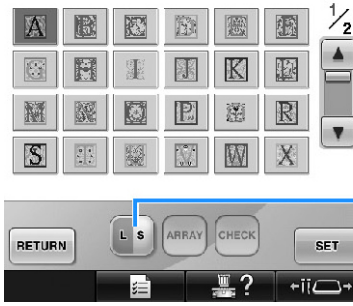 A B C D E F 1/2
G H I J K L
M N O P Q R
S T U V W X
L S ARRAY CHECK
RETURN SET
?